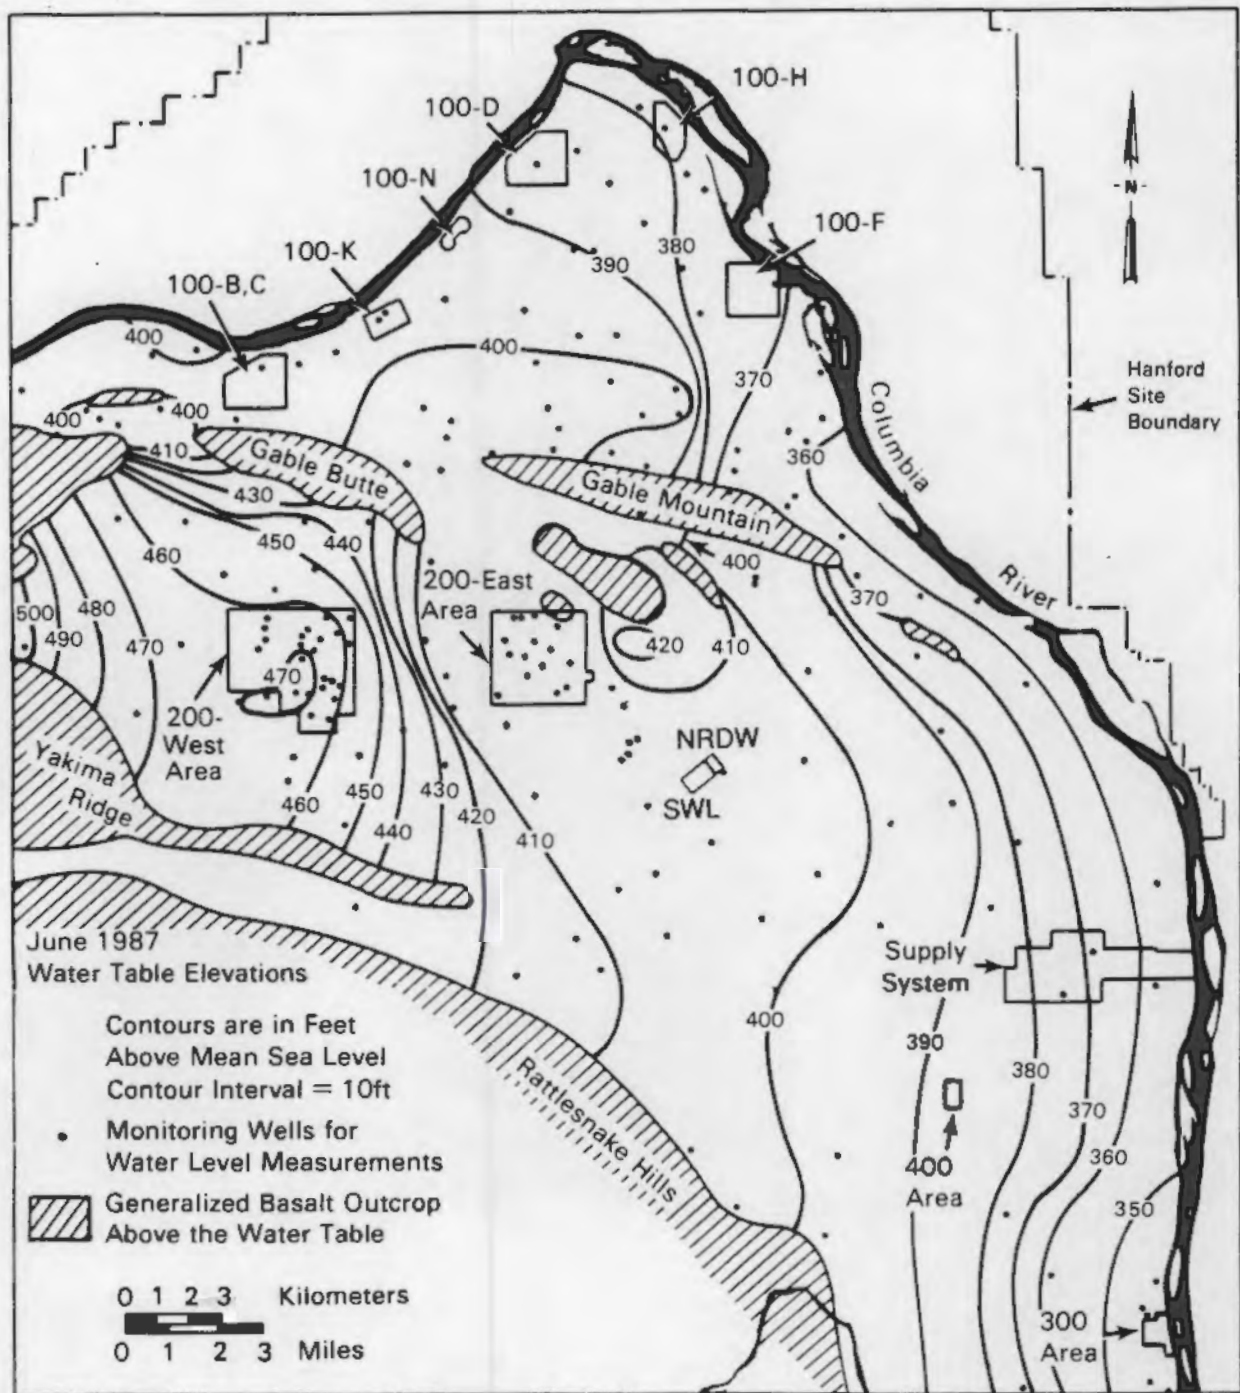 100-H
100-D
100-N
100-F
100-K
100-B,C
380
390
N
400
400
370
Hanford
Site
Boundary
Columbia
River
400
400
410
Gable Butte
360
Gable Mountain
430
440
450
460
400
200-East
Area
370
500
480
490
470
470
420
410
200-
West
Area
NRDW
SWL
Yakima
Ridge
460
450
440
430
420
410
June 1987
Water Table Elevations
Supply
System
Contours are in Feet
Above Mean Sea Level
Contour Interval = 10ft
400
390
380
370
360
350
Monitoring Wells for
Water Level Measurements
Rattlesnake Hills
400
Area
Generalized Basalt Outcrop
Above the Water Table
0 1 2 3 Kilometers
0 1 2 3 Miles
300
Area